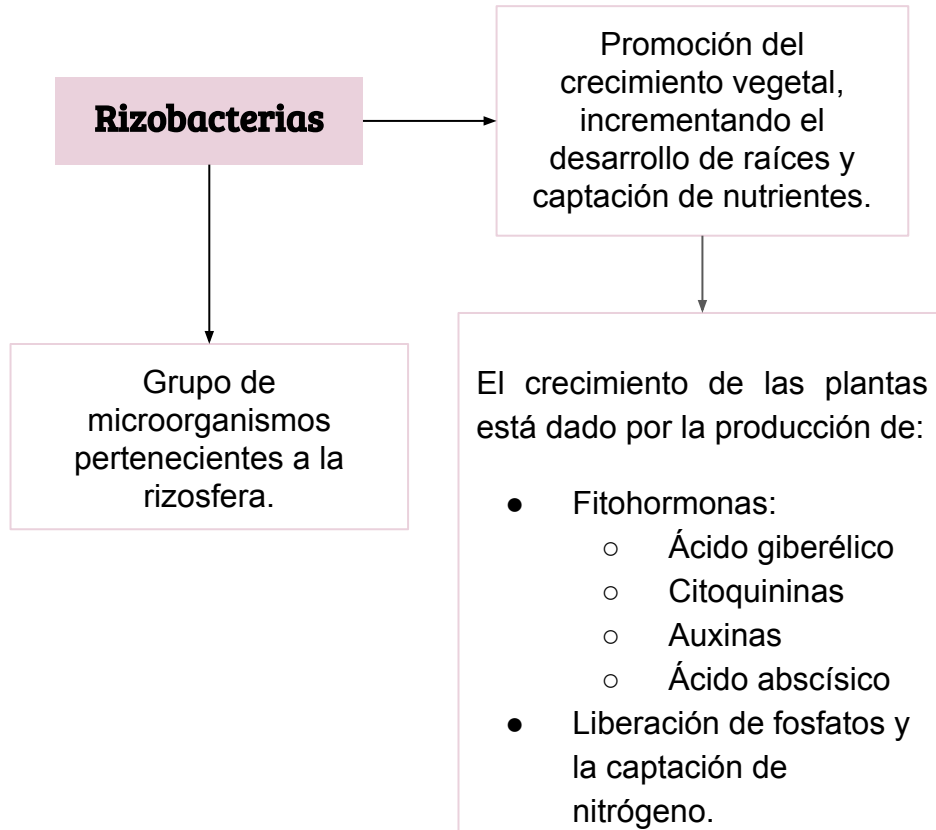 Rizobacterias
Promoción del
crecimiento vegetal,
incrementando el
desarrollo de raíces y
captación de nutrientes.
Grupo de
microorganismos
pertenecientes a la
rizosfera.
El crecimiento de las plantas
está dado por la producción de:
● Fitohormonas:
○ Ácido giberélico
○ Citoquininas
○ Auxinas
○ Ácido abscísico
● Liberación de fosfatos y
la captación de
nitrógeno.